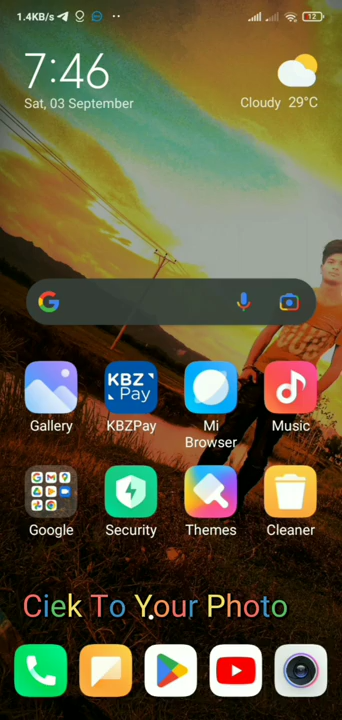 1.4KB/s
12
7:46
Sat, 03 September
Cloudy 29°C
Gallery
KBZ
Pay
KBZPay
Mi
Browser
Music
Google
Security
Themes
Cleaner
Ciek To Your Photo